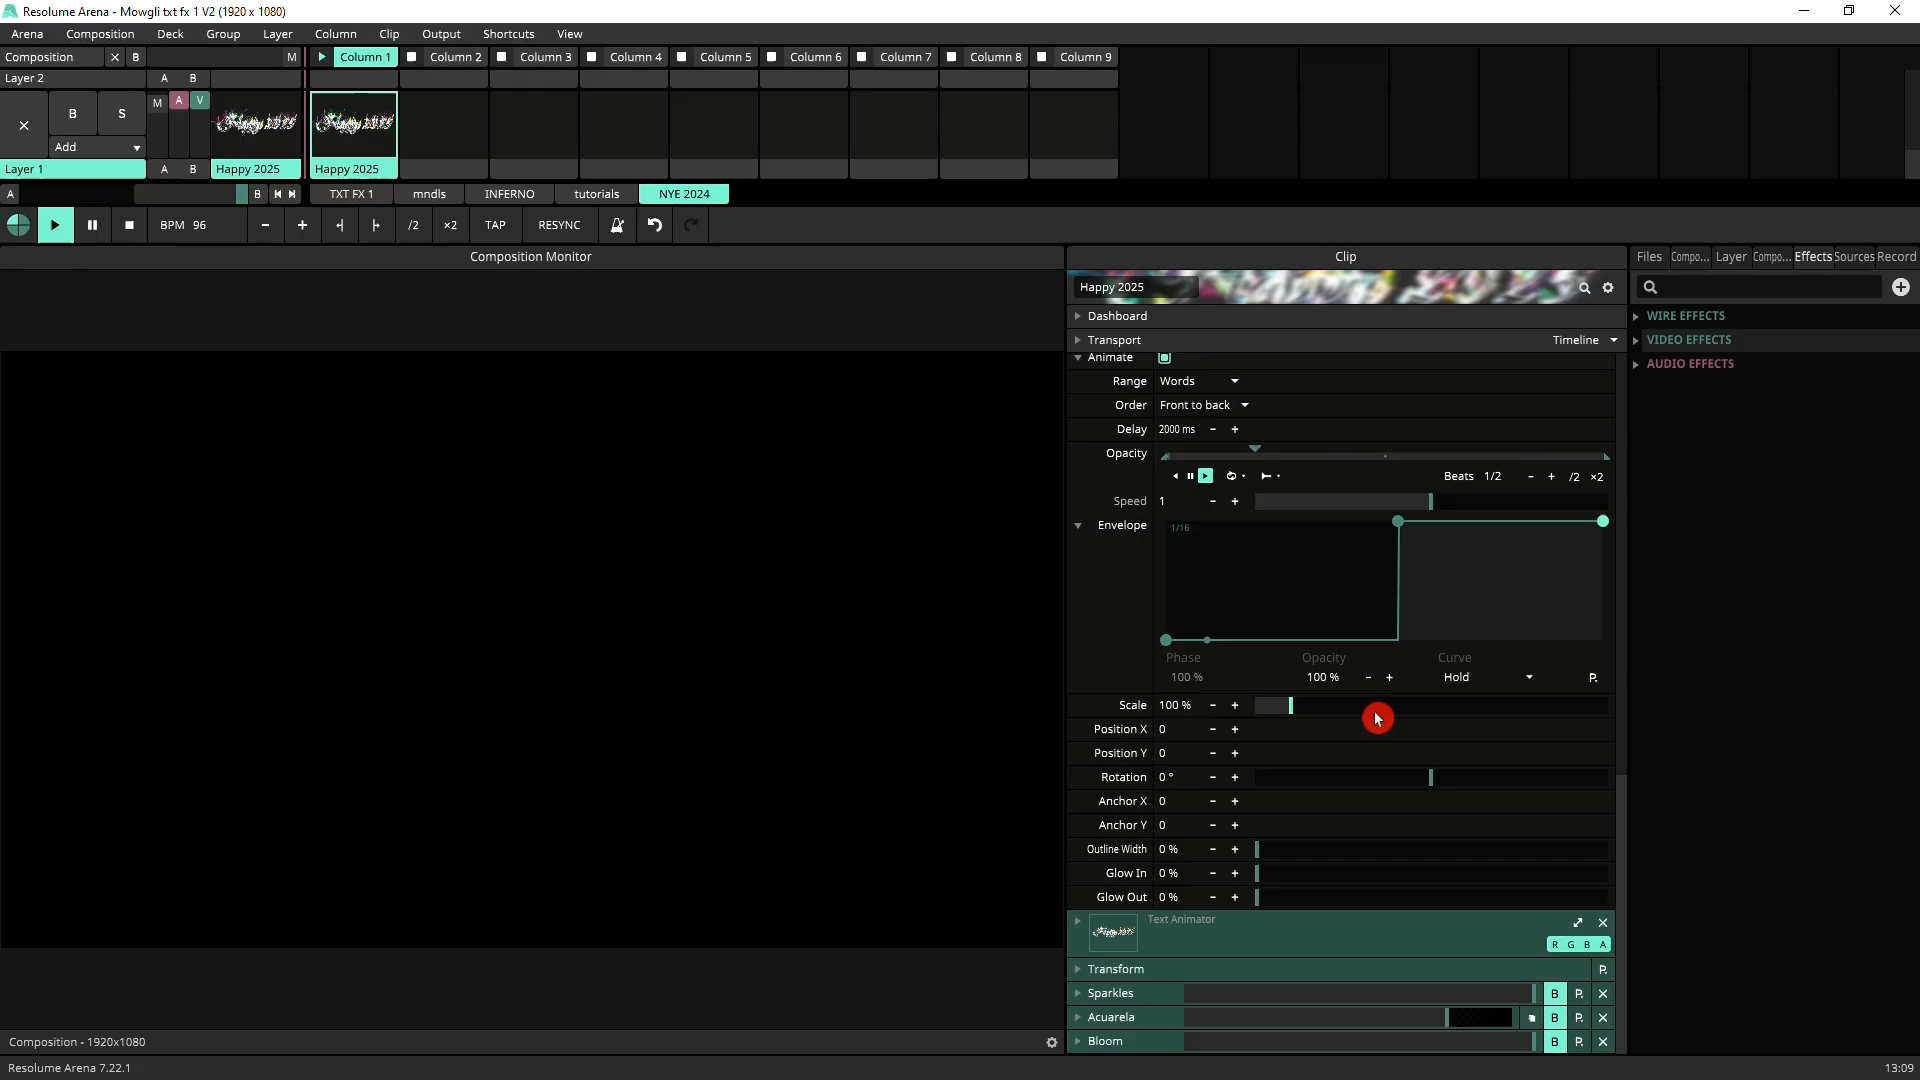 Resolume Arena - Mowgli txt fx 1 V2 (1920 x 1080)
Arena Composition Deck Group Layer Column Clip Output Shortcuts View
Composition B M Column 1 Column 2 Column 3 Column 4 Column 5 Column 6 Column 7 Column 8 Column 9
Layer 2 A B
B S M A V
Add
Layer 1 A B Happy 2025 Happy 2025
A B TXT FX 1 mndls INFERNO tutorials NYE 2024
BPM 96 - + /2 ×2 TAP RESYNC
Composition Monitor
Clip
Files Compo... Layer Compo... Effects Sources Record
Happy 2025
Dashboard
WIRE EFFECTS
Transport Timeline
VIDEO EFFECTS
Animate
AUDIO EFFECTS
Range Words
Order Front to back
Delay 2000 ms - +
Opacity
Beats 1/2 - + /2 ×2
Speed 1 - +
Envelope 1/16
Phase Opacity Curve
100 % 100 % - + Hold P.
Scale 100 % - +
Position X 0 - +
Position Y 0 - +
Rotation 0 ° - +
Anchor X 0 - +
Anchor Y 0 - +
Outline Width 0 % - +
Glow In 0 % - +
Glow Out 0 % - +
Text Animator
R G B A
Transform P.
Sparkles B P.
Acuarela B P.
Bloom B P.
Composition - 1920x1080
Resolume Arena 7.22.1
13:09